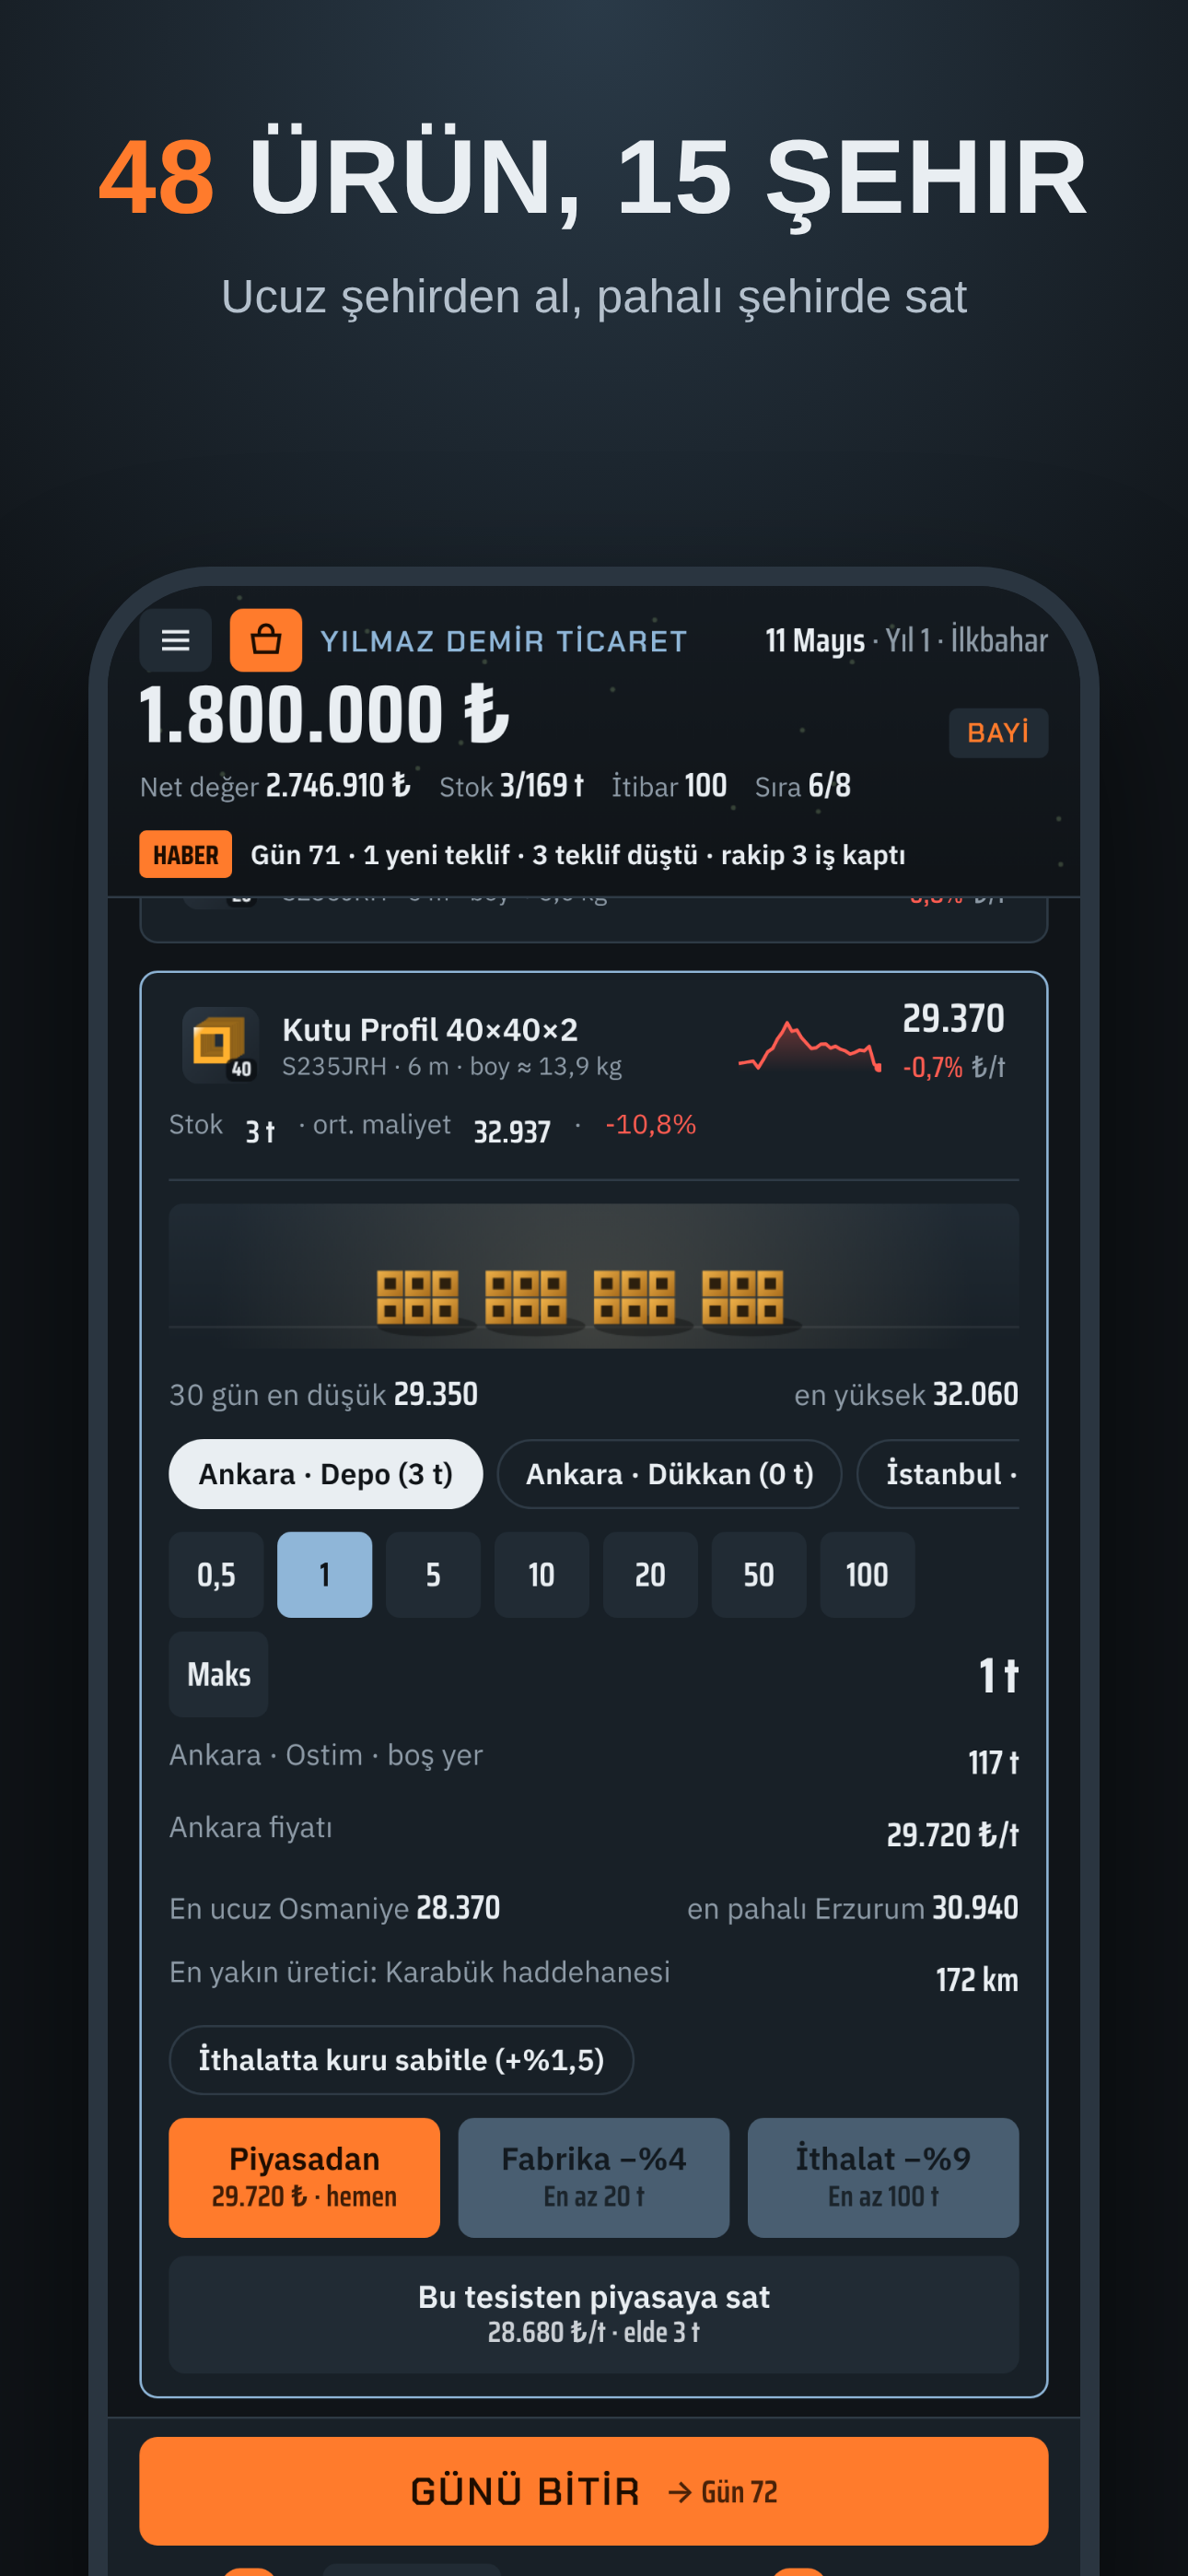 48 ÜRÜN, 15 ŞEHIR
Ucuz şehirden al, pahalı şehirde sat
YILMAZ DEMİR TİCARET 11 Mayıs · Yıl 1 · İlkbahar
1.800.000 ₺
BAYİ
Net değer 2.746.910 ₺ Stok 3/169 t İtibar 100 Sıra 6/8
HABER Gün 71 · 1 yeni teklif · 3 teklif düştü · rakip 3 iş kaptı
Kutu Profil 40×40×2 29.370
40 S235JRH · 6 m · boy ≈ 13,9 kg -0,7% ₺/t
Stok 3 t · ort. maliyet 32.937 · -10,8%
30 gün en düşük 29.350 en yüksek 32.060
Ankara · Depo (3 t) Ankara · Dükkan (0 t) İstanbul ·
0,5 1 5 10 20 50 100
Maks 1 t
Ankara · Ostim · boş yer 117 t
Ankara fiyatı 29.720 ₺/t
En ucuz Osmaniye 28.370 en pahalı Erzurum 30.940
En yakın üretici: Karabük haddehanesi 172 km
İthalatta kuru sabitle (+%1,5)
Piyasadan Fabrika −%4 İthalat −%9
29.720 ₺ · hemen En az 20 t En az 100 t
Bu tesisten piyasaya sat
28.680 ₺/t · elde 3 t
GÜNÜ BİTİR → Gün 72